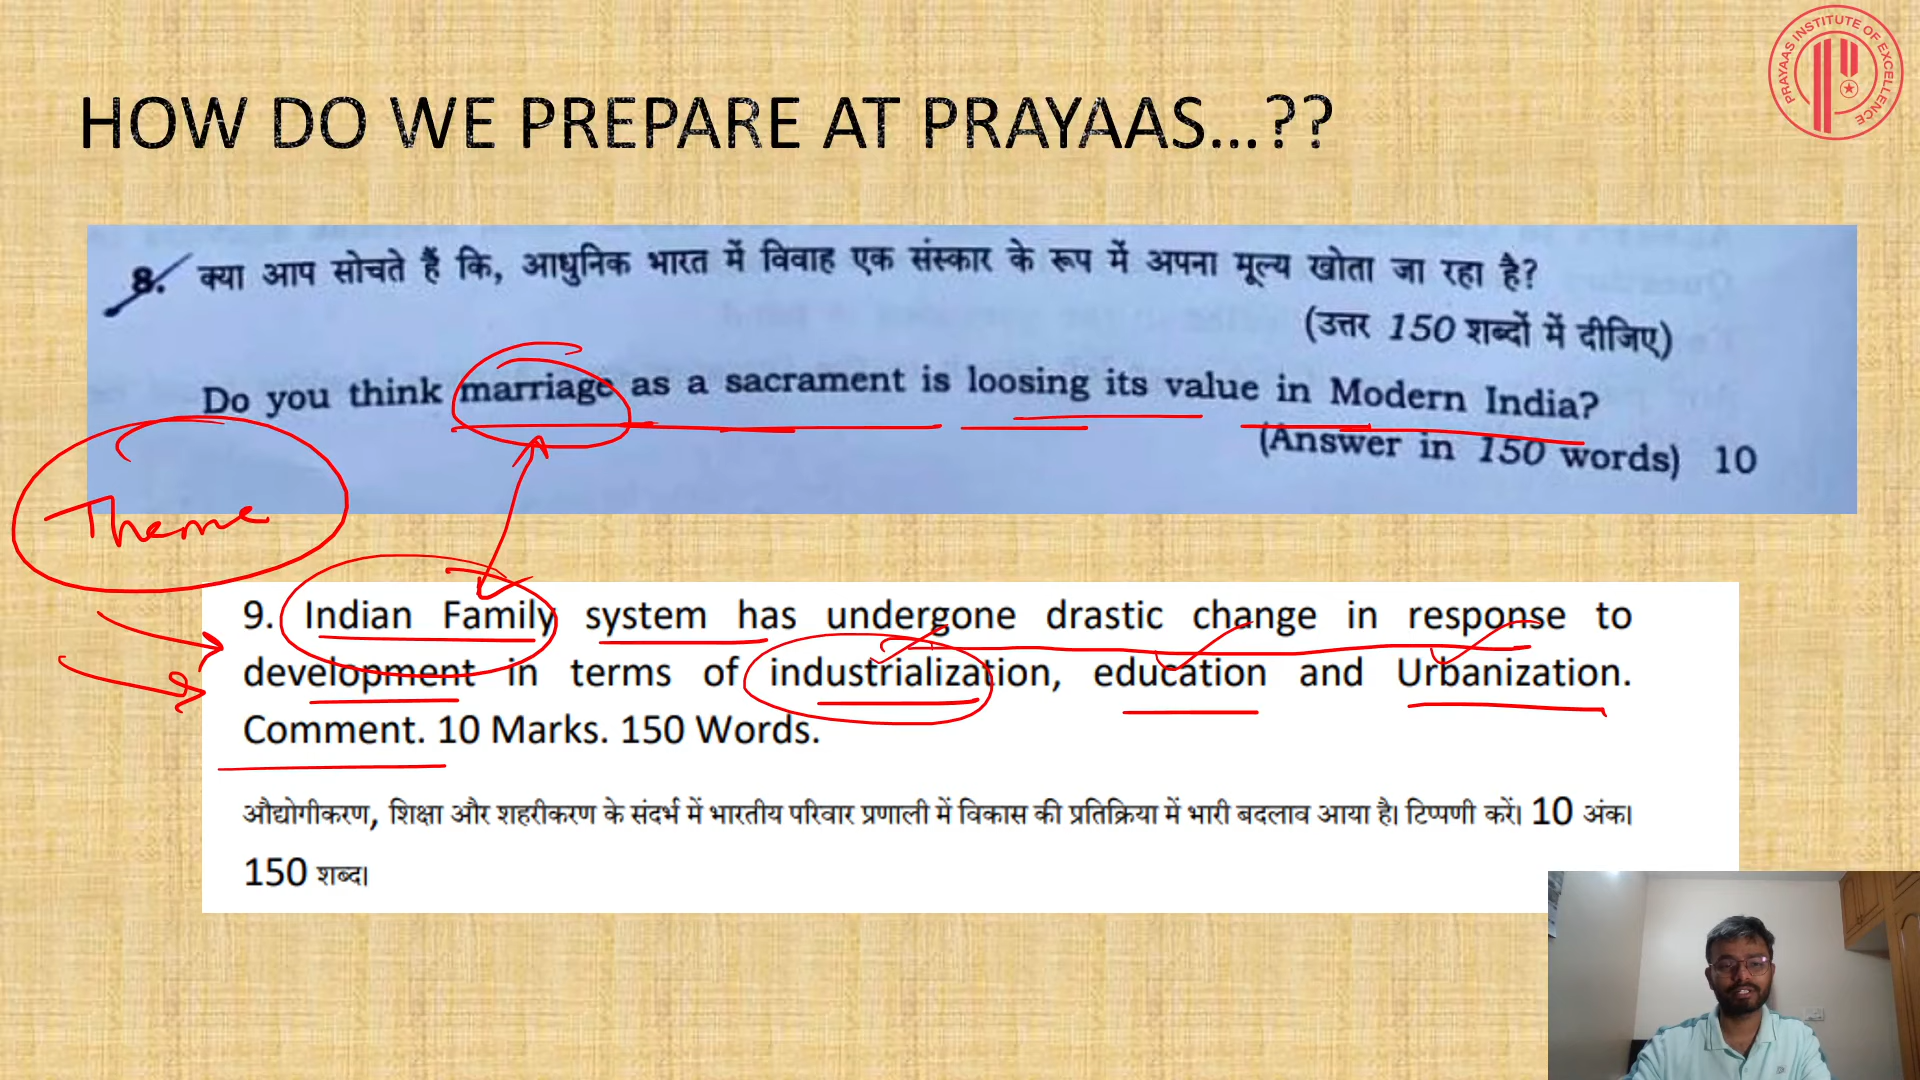 PRAYAAS INSTITUTE OF EXCELLENCE
HOW DO WE PREPARE AT PRAYAAS...??
8. क्या आप सोचते हैं कि, आधुनिक भारत में विवाह एक संस्कार के रूप में अपना मूल्य खोता जा रहा है?
(उत्तर 150 शब्दों में दीजिए)
Do you think marriage as a sacrament is loosing its value in Modern India?
(Answer in 150 words) 10
Theme
9. Indian Family system has undergone drastic change in response to
development in terms of industrialization, education and Urbanization.
Comment. 10 Marks. 150 Words.
औद्योगीकरण, शिक्षा और शहरीकरण के संदर्भ में भारतीय परिवार प्रणाली में विकास की प्रतिक्रिया में भारी बदलाव आया है। टिप्पणी करें। 10 अंक।
150 शब्द।